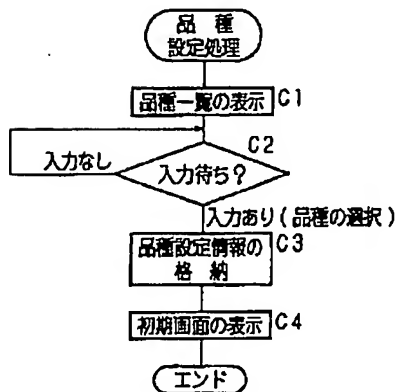 品種
設定処理
品種一覧の表示 C1
C2
入力なし
入力待ち?
入力あり(品種の選択)
品種設定情報の C3
格納
初期画面の表示 C4
エンド